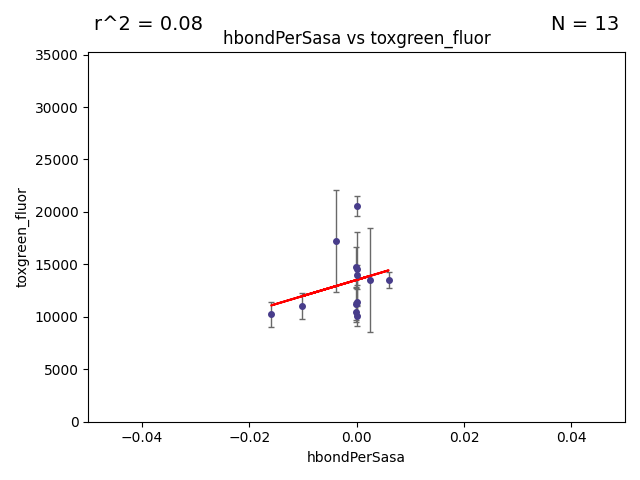 r^2 = 0.08
N = 13
hbondPerSasa vs toxgreen_fluor
35000
30000
25000
20000
15000
10000
5000
0
toxgreen_fluor
−0.04
−0.02
0.00
0.02
0.04
hbondPerSasa